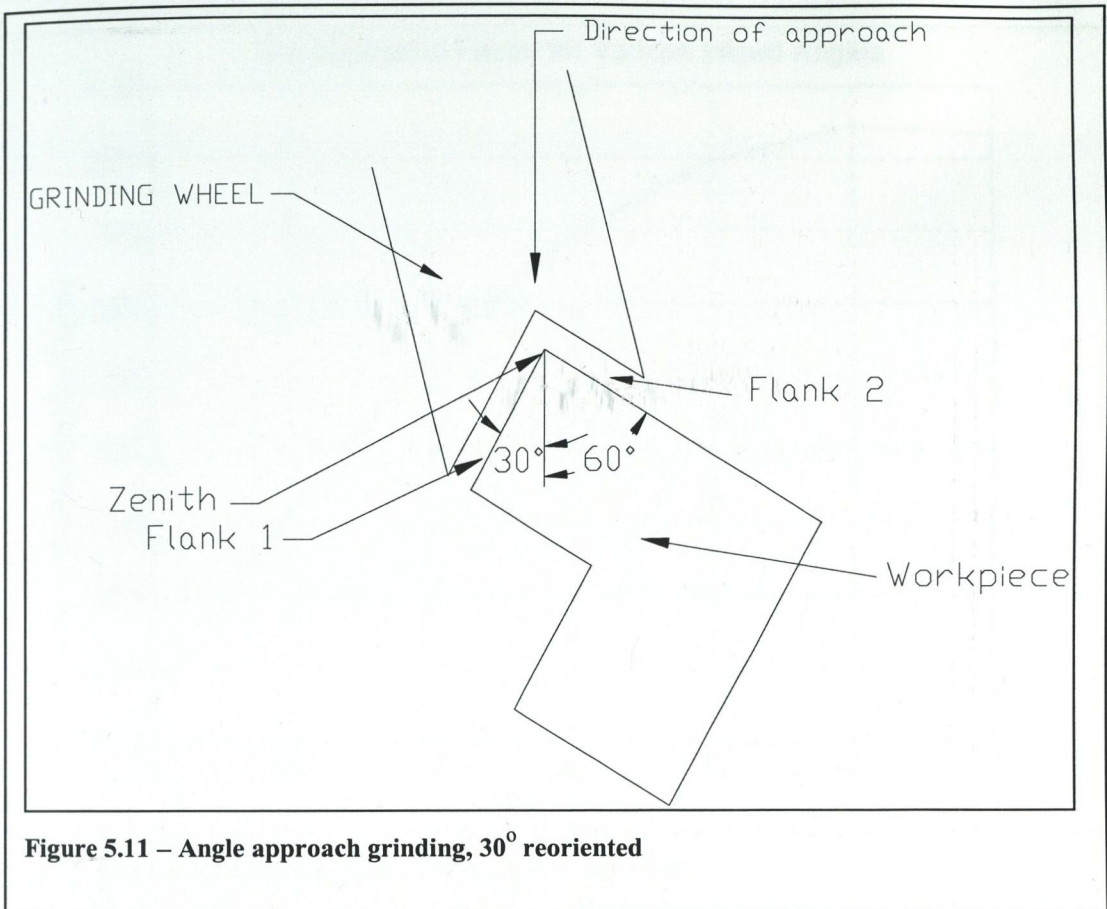 Direction of approach
GRINDING WHEEL
Flank 2
30° 60°
Zenith
Flank 1
Workpiece
Figure 5.11 – Angle approach grinding, 30° reoriented